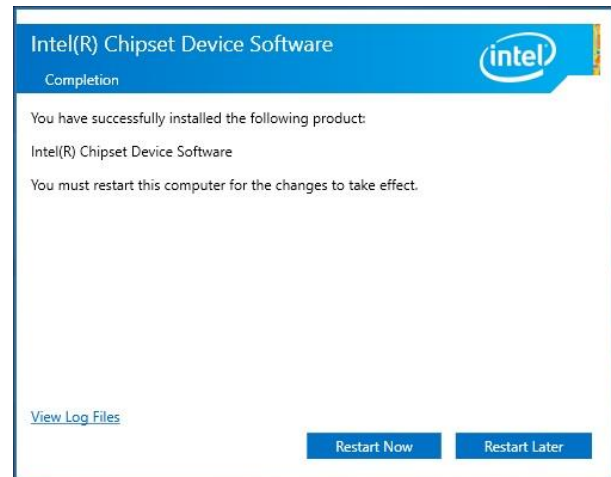 Intel(R) Chipset Device Software
intel
Completion
You have successfully installed the following product:
Intel(R) Chipset Device Software
You must restart this computer for the changes to take effect.
View Log Files
Restart Now
Restart Later